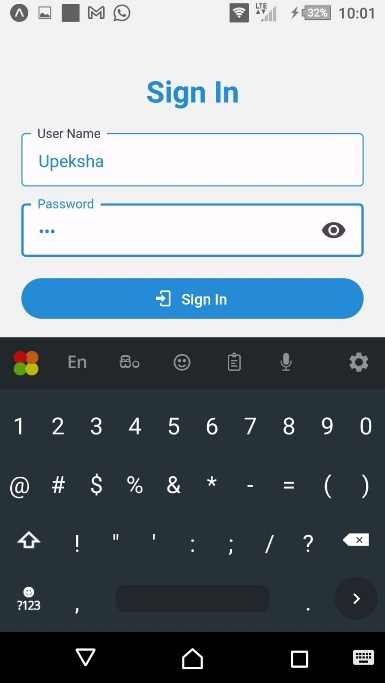 LTE 32% 10:01
Sign In
User Name
Upeksha
Password
•••
Sign In
En සිං
1 2 3 4 5 6 7 8 9 0
@ # $ % & * - = ( )
! " ' : ; / ?
?123 , .